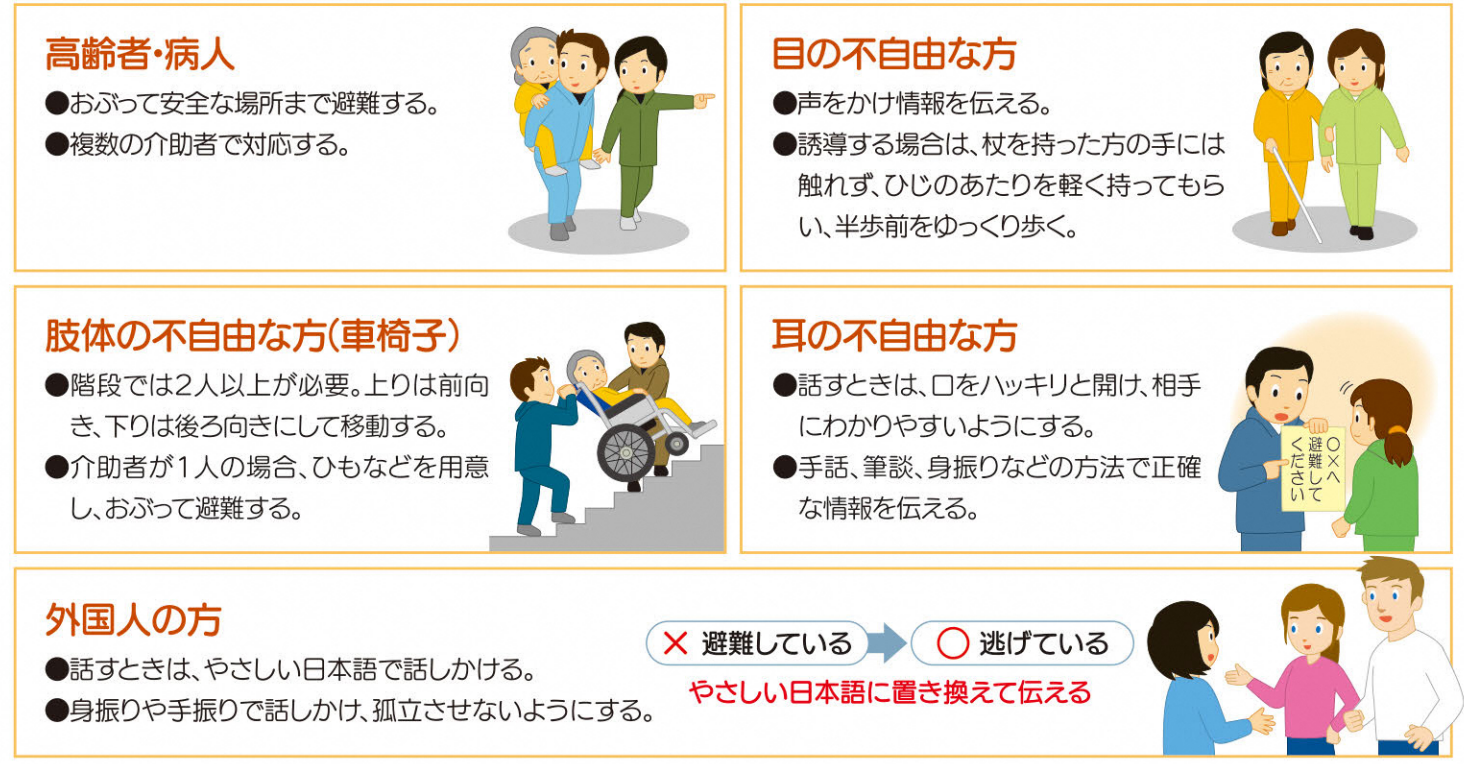 高齢者・病人
●おぶって安全な場所まで避難する。
●複数の介助者で対応する。
目の不自由な方
●声をかけ情報を伝える。
●誘導する場合は、杖を持った方の手には
触れず、ひじのあたりを軽く持ってもら
い、半歩前をゆっくり歩く。
肢体の不自由な方(車椅子)
●階段では2人以上が必要。上りは前向
き、下りは後ろ向きにして移動する。
●介助者が1人の場合、ひもなどを用意
し、おぶって避難する。
耳の不自由な方
●話すときは、口をハッキリと開け、相手
にわかりやすいようにする。
●手話、筆談、身振りなどの方法で正確
な情報を伝える。
○×へ
避難して
ください
外国人の方
●話すときは、やさしい日本語で話しかける。
●身振りや手振りで話しかけ、孤立させないようにする。
× 避難している
○ 逃げている
やさしい日本語に置き換えて伝える